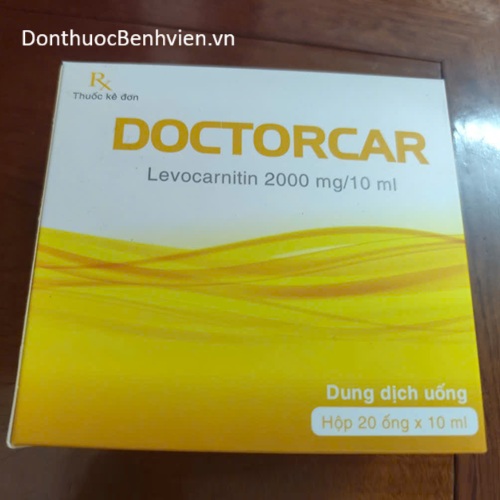 DonthuocBenhvien.vn
Rx
Thuốc kê đơn
DOCTORCAR
Levocarnitin 2000 mg/10 ml
Dung dịch uống
Hộp 20 ống x 10 ml